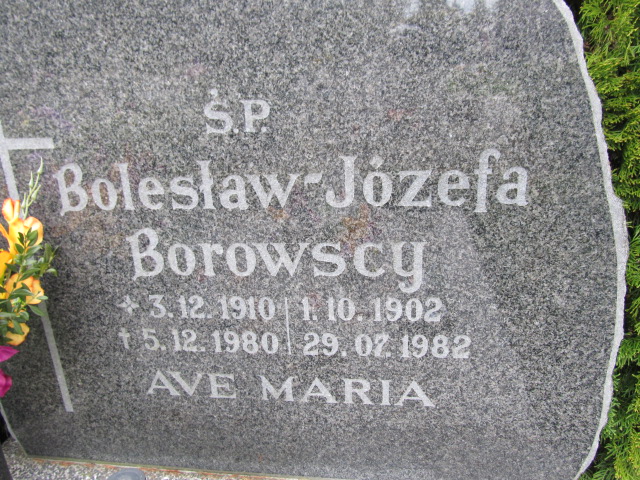 Ś.P.
Bolesław-Józefa
Borowscy
3.12.1910 | 1.10.1902
†5.12.1980 | 29.07.1982
AVE MARIA